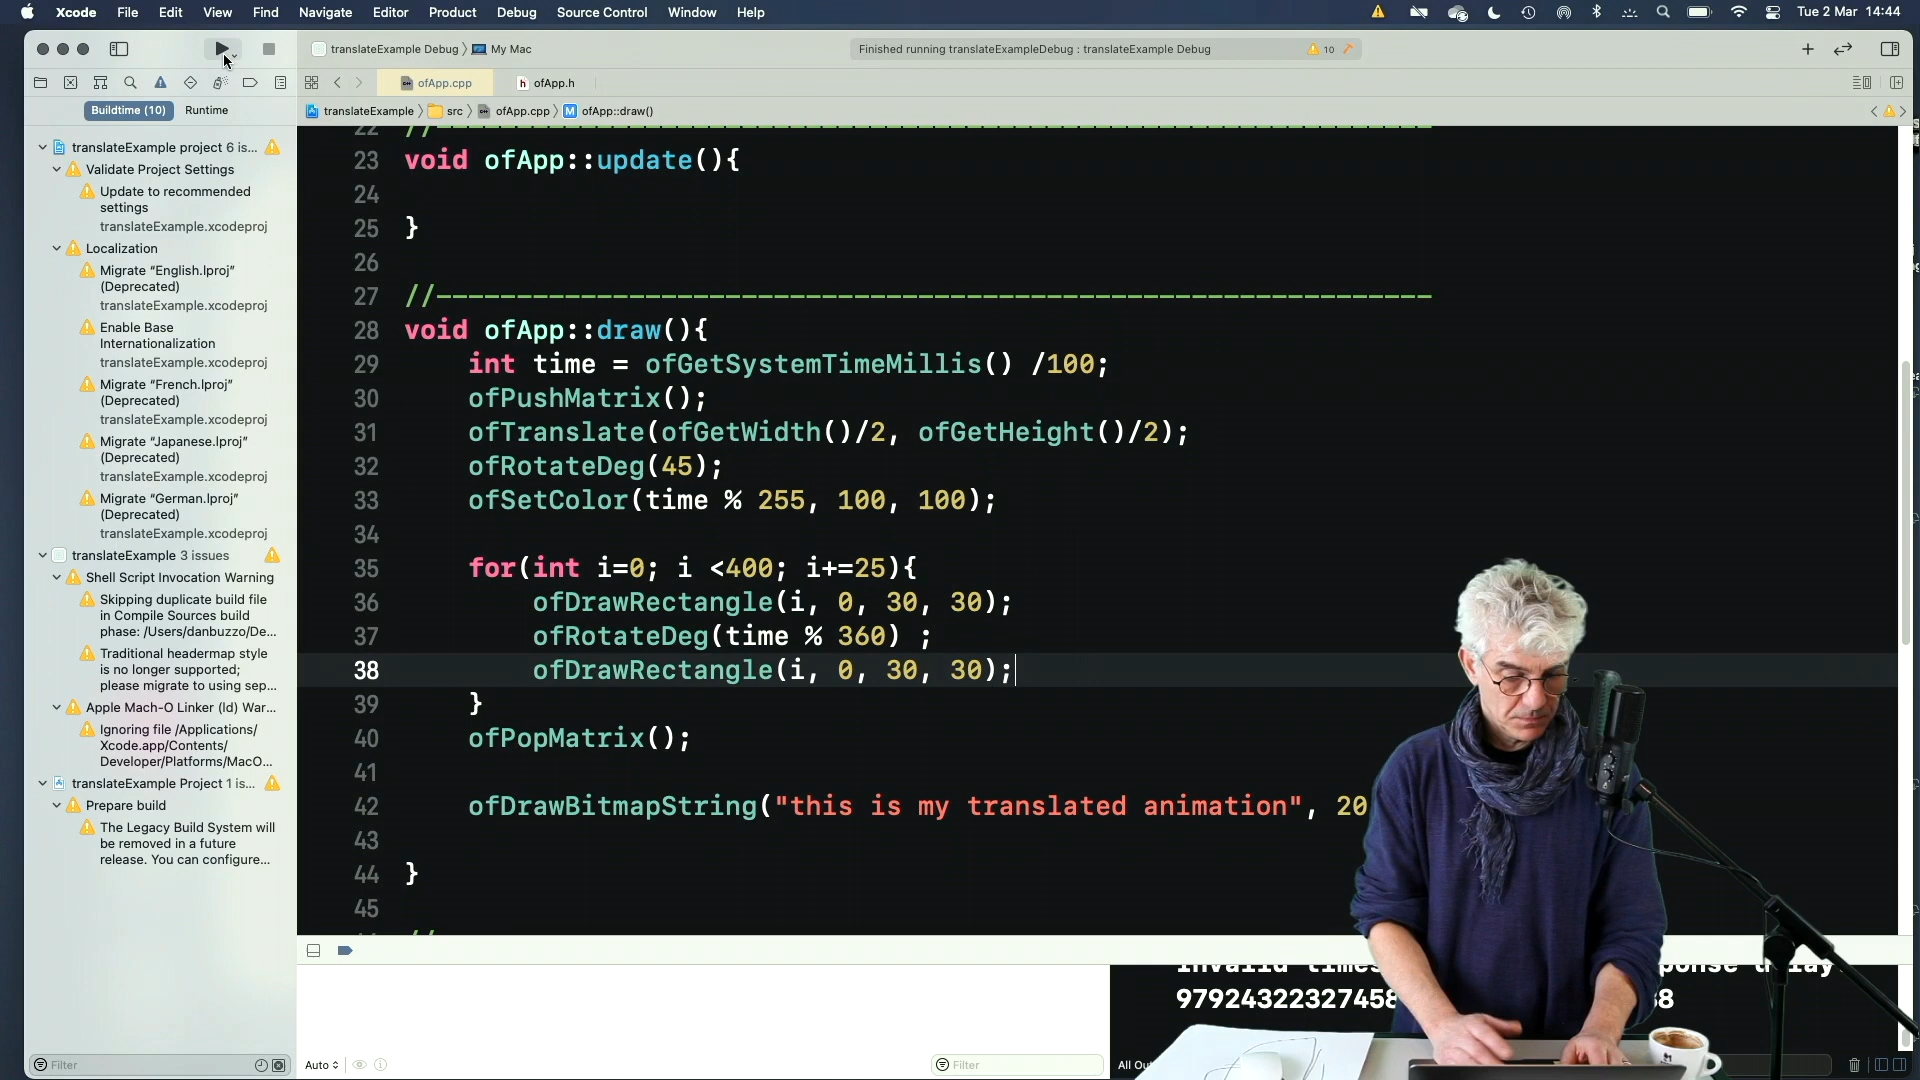 Xcode File Edit View Find Navigate Editor Product Debug Source Control Window Help
Tue 2 Mar 14:44
translateExample Debug 〉 My Mac
Finished running translateExampleDebug : translateExample Debug
10
ofApp.cpp
ofApp.h
Buildtime (10) Runtime
translateExample 〉 src 〉 ofApp.cpp 〉 M ofApp::draw()
translateExample project 6 is...
Validate Project Settings
Update to recommended
settings
translateExample.xcodeproj
Localization
Migrate “English.lproj”
(Deprecated)
translateExample.xcodeproj
Enable Base
Internationalization
translateExample.xcodeproj
Migrate “French.lproj”
(Deprecated)
translateExample.xcodeproj
Migrate “Japanese.lproj”
(Deprecated)
translateExample.xcodeproj
Migrate “German.lproj”
(Deprecated)
translateExample.xcodeproj
translateExample 3 issues
Shell Script Invocation Warning
Skipping duplicate build file
in Compile Sources build
phase: /Users/danbuzzo/De...
Traditional headermap style
is no longer supported;
please migrate to using sep...
Apple Mach-O Linker (ld) War...
Ignoring file /Applications/
Xcode.app/Contents/
Developer/Platforms/MacO...
translateExample Project 1 is...
Prepare build
The Legacy Build System will
be removed in a future
release. You can configure...
Filter
22 //--------------------------------------------------------------
23 void ofApp::update(){
24
25 }
26
27 //--------------------------------------------------------------
28 void ofApp::draw(){
29 int time = ofGetSystemTimeMillis() /100;
30 ofPushMatrix();
31 ofTranslate(ofGetWidth()/2, ofGetHeight()/2);
32 ofRotateDeg(45);
33 ofSetColor(time % 255, 100, 100);
34
35 for(int i=0; i <400; i+=25){
36 ofDrawRectangle(i, 0, 30, 30);
37 ofRotateDeg(time % 360) ;
38 ofDrawRectangle(i, 0, 30, 30);
39 }
40 ofPopMatrix();
41
42 ofDrawBitmapString("this is my translated animation", 20
43
44 }
45
//
97924322327458
Auto
Filter